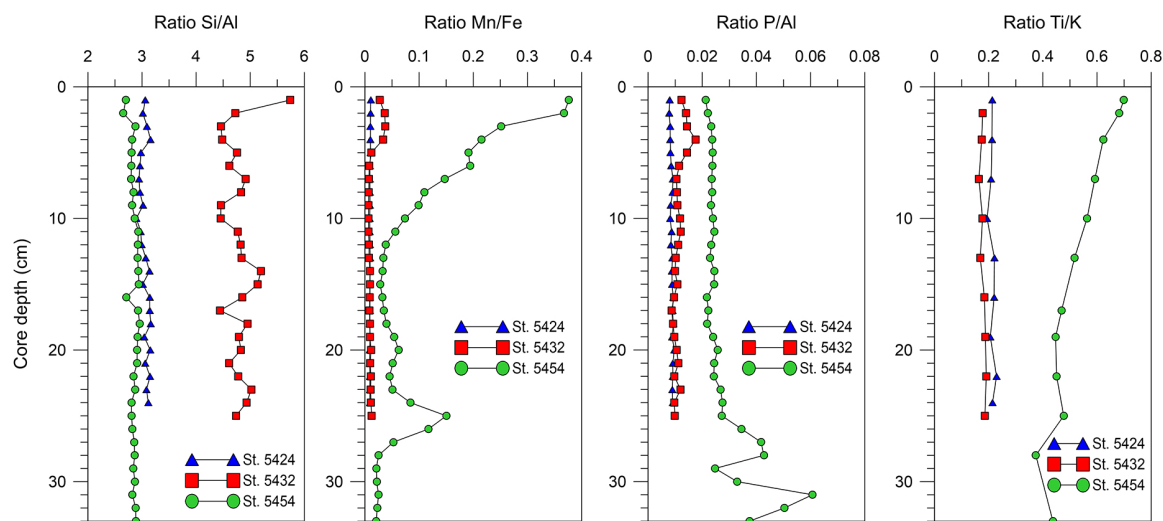 Ratio Si/Al Ratio Mn/Fe Ratio P/Al Ratio Ti/K
2 3 4 5 6 0 0.1 0.2 0.3 0.4 0 0.02 0.04 0.06 0.08 0 0.2 0.4 0.6 0.8
0
10
20
30
Core depth (cm)
St. 5424
St. 5432
St. 5454
St. 5424
St. 5432
St. 5454
St. 5424
St. 5432
St. 5454
St. 5424
St. 5432
St. 5454